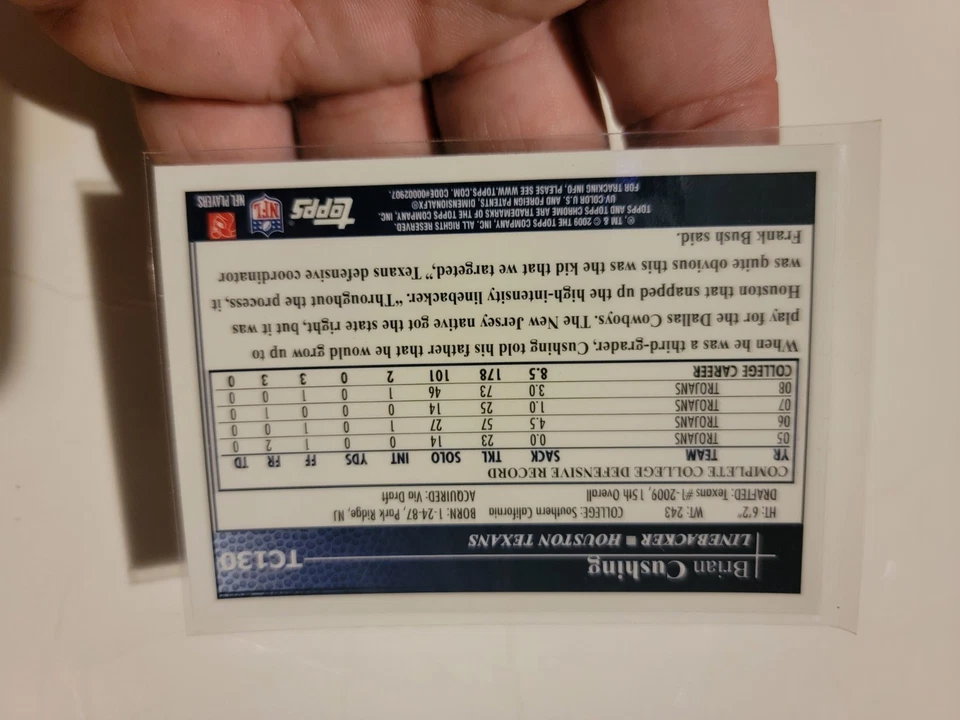 Brian Cushing TC130
LINEBACKER ■ HOUSTON TEXANS
HT: 6'2" WT: 243 COLLEGE: Southern California BORN: 1-24-87, Park Ridge, NJ
DRAFTED: Texans #1-2009, 15th Overall ACQUIRED: Via Draft
COMPLETE COLLEGE DEFENSIVE RECORD
YR TEAM SACK TKL SOLO INT YDS FF FR TD
05 TROJANS 0.0 23 14 0 0 1 2 0
06 TROJANS 4.5 57 27 1 0 0 0 0
07 TROJANS 1.0 25 14 0 0 0 1 0
08 TROJANS 3.0 73 46 1 0 1 0 0
COLLEGE CAREER 8.5 178 101 2 0 3 3 0
When he was a third-grader, Cushing told his father that he would grow up to
play for the Dallas Cowboys. The New Jersey native got the state right, but it was
Houston that snapped up the high-intensity linebacker. “Throughout the process, it
was quite obvious this was the kid that we targeted,” Texans defensive coordinator
Frank Bush said.
® TM & © 2009 THE TOPPS COMPANY, INC. ALL RIGHTS RESERVED.
TOPPS AND TOPPS CHROME ARE TRADEMARKS OF THE TOPPS COMPANY, INC.
UV-COLOR U.S. AND FOREIGN PATENTS, DIMENSIONALFX®
FOR TRACKING INFO, PLEASE SEE WWW.TOPPS.COM. CODE#00002907.
topps
NFL
NFL PLAYERS